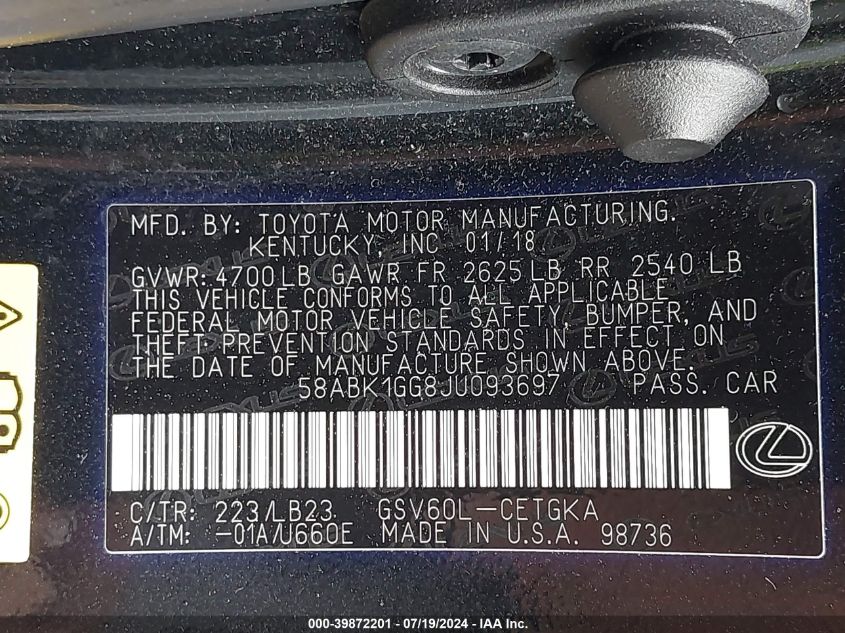 MFD. BY: TOYOTA MOTOR MANUFACTURING.
KENTUCKY, INC 01/18
GVWR: 4700 LB GAWR FR 2625 LB RR 2540 LB
THIS VEHICLE CONFORMS TO ALL APPLICABLE
FEDERAL MOTOR VEHICLE SAFETY, BUMPER, AND
THEFT PREVENTION STANDARDS IN EFFECT ON
THE DATE OF MANUFACTURE SHOWN ABOVE.
58ABK1GG8JU093697 PASS. CAR
C/TR: 223/LB23 GSV60L-CETGKA
A/TM: -01A/U660E MADE IN U.S.A. 98736
000-39872201 - 07/19/2024 - IAA Inc.